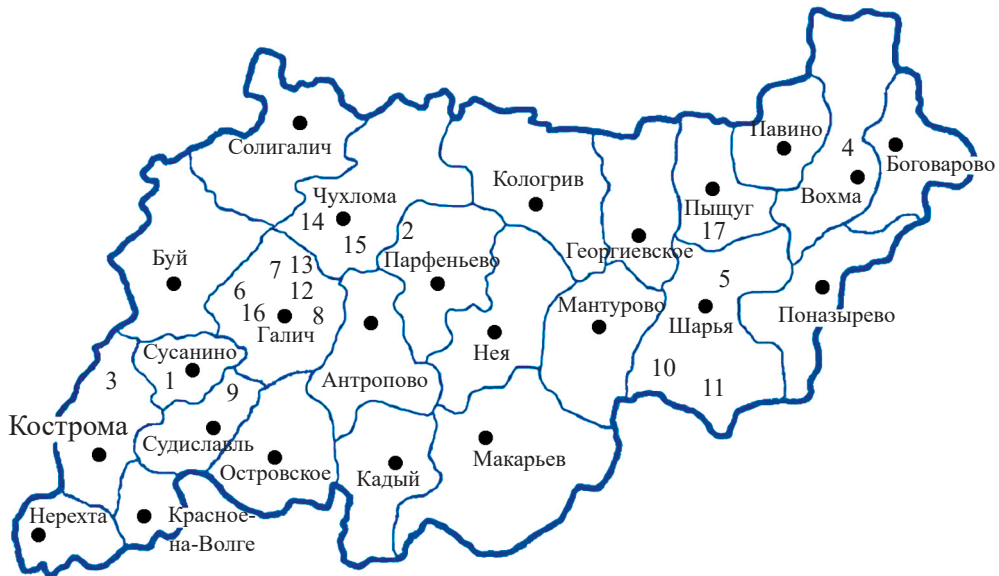 Павино
4
Солигалич
Боговарово
Кологрив
Чухлома
Вохма
Пыщуг
14
2
17
15
Георгиевское
Буй
13
7
Парфеньево
5
6
12
Мантурово
16
8
Поназырево
Галич
Шарья
Сусанино
Нея
10
3
1
Антропово
9
11
Кострома
Судиславль
Макарьев
Островское
Кадый
Нерехта
Красное-
на-Волге